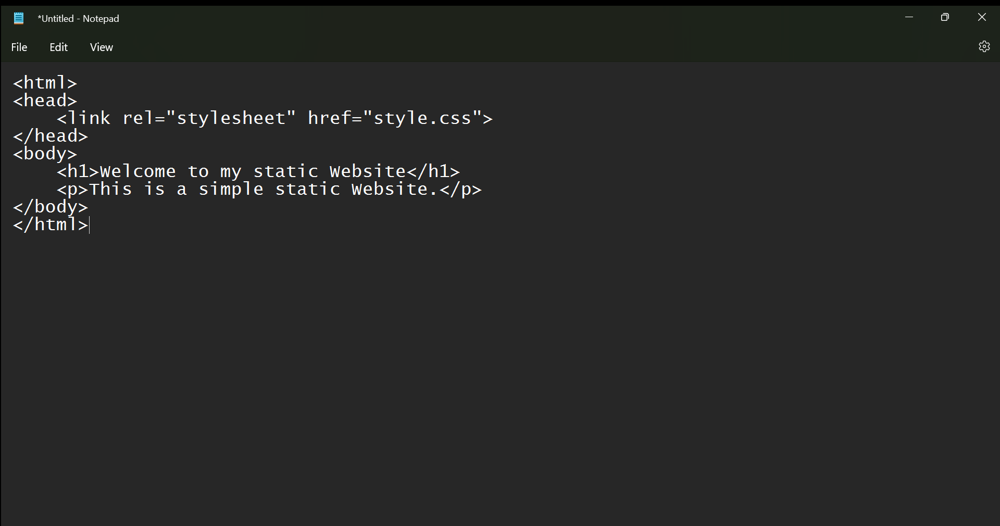 *Untitled - Notepad
File Edit View
<html>
<head>
    <link rel="stylesheet" href="style.css">
</head>
<body>
    <h1>Welcome to my static Website</h1>
    <p>This is a simple static Website.</p>
</body>
</html>